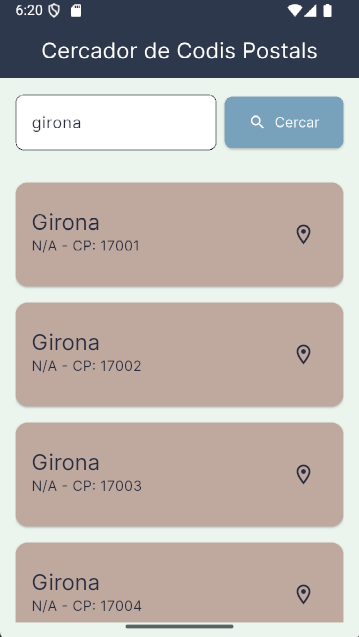 6:20
Cercador de Codis Postals
girona
Cercar
Girona
N/A - CP: 17001
Girona
N/A - CP: 17002
Girona
N/A - CP: 17003
Girona
N/A - CP: 17004